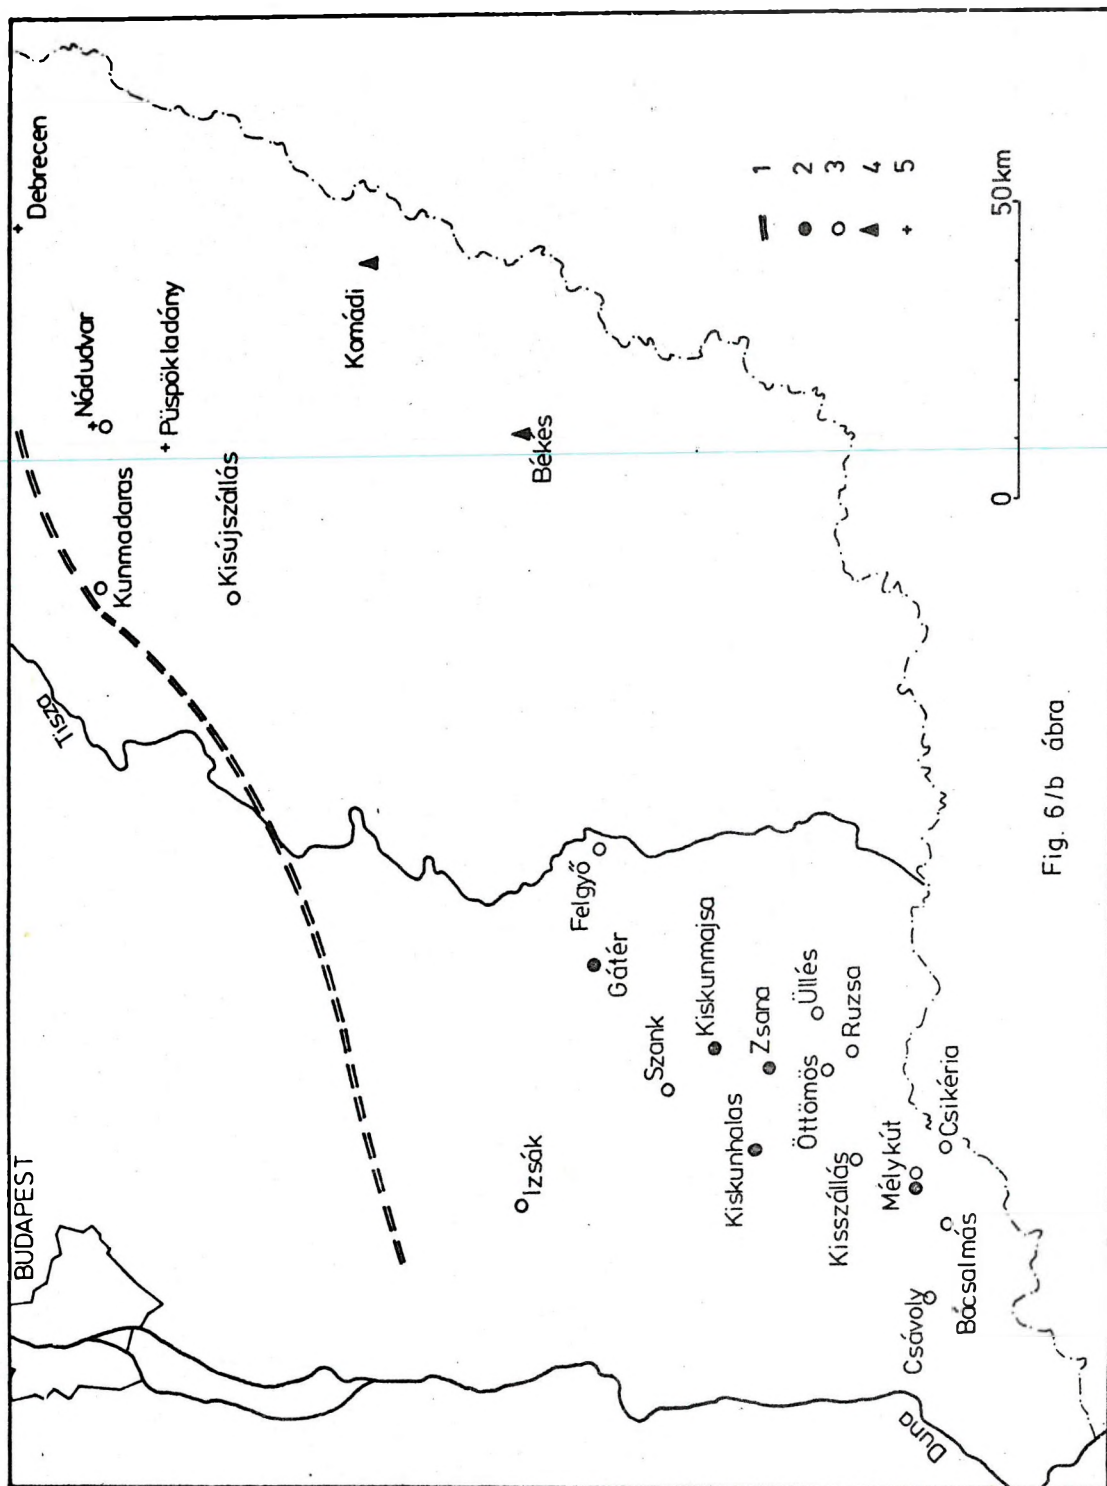 BUDAPEST
Tisza
Debrecen
Nádudvar
Püspökladány
Kunmadaras
Kisújszállás
Komádi
Békés
Izsák
Felgyő
Gátér
Szank
Kiskunmajsa
Kiskunhalas
Zsana
Öttömös
Üllés
Ruzsa
Kisszállás
Mélykút
Csikéria
Csávoly
Bácsalmás
Duna
1
2
3
4
5
0 50km
Fig. 6/b ábra